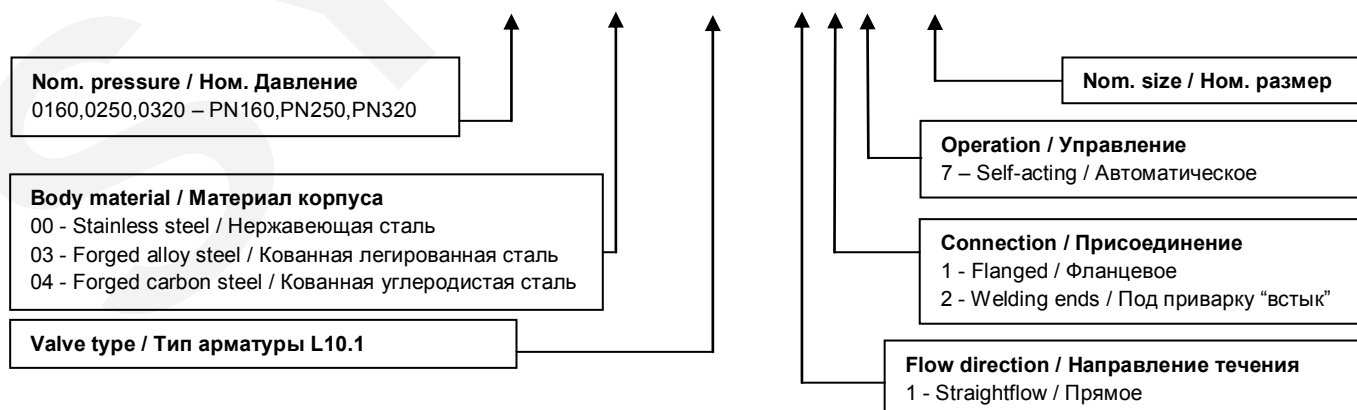 Nom. pressure / Ном. Давление
0160,0250,0320 – PN160,PN250,PN320
Body material / Материал корпуса
00 - Stainless steel / Нержавеющая сталь
03 - Forged alloy steel / Кованная легированная сталь
04 - Forged carbon steel / Кованная углеродистая сталь
Valve type / Тип арматуры L10.1
Nom. size / Ном. размер
Operation / Управление
7 – Self-acting / Автоматическое
Connection / Присоединение
1 - Flanged / Фланцевое
2 - Welding ends / Под приварку “встык”
Flow direction / Направление течения
1 - Straightflow / Прямое